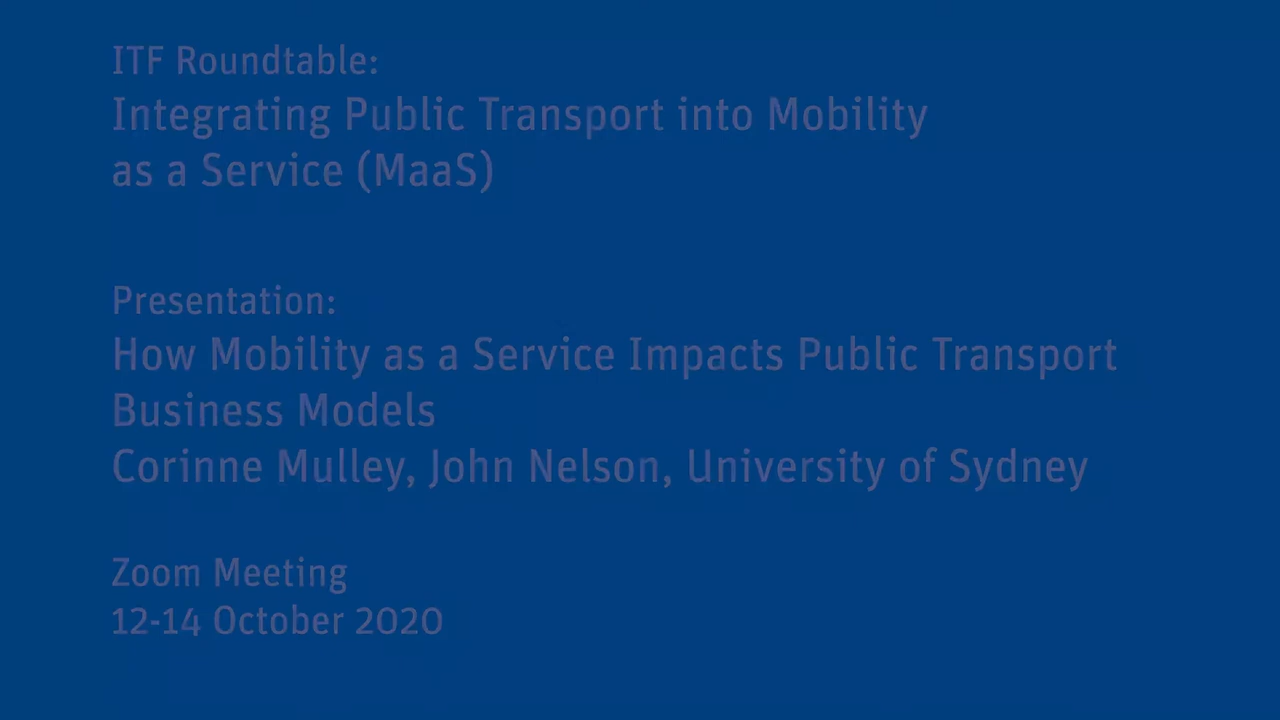 ITF Roundtable:
Integrating Public Transport into Mobility
as a Service (MaaS)
Presentation:
How Mobility as a Service Impacts Public Transport
Business Models
Corinne Mulley, John Nelson, University of Sydney
Zoom Meeting
12-14 October 2020